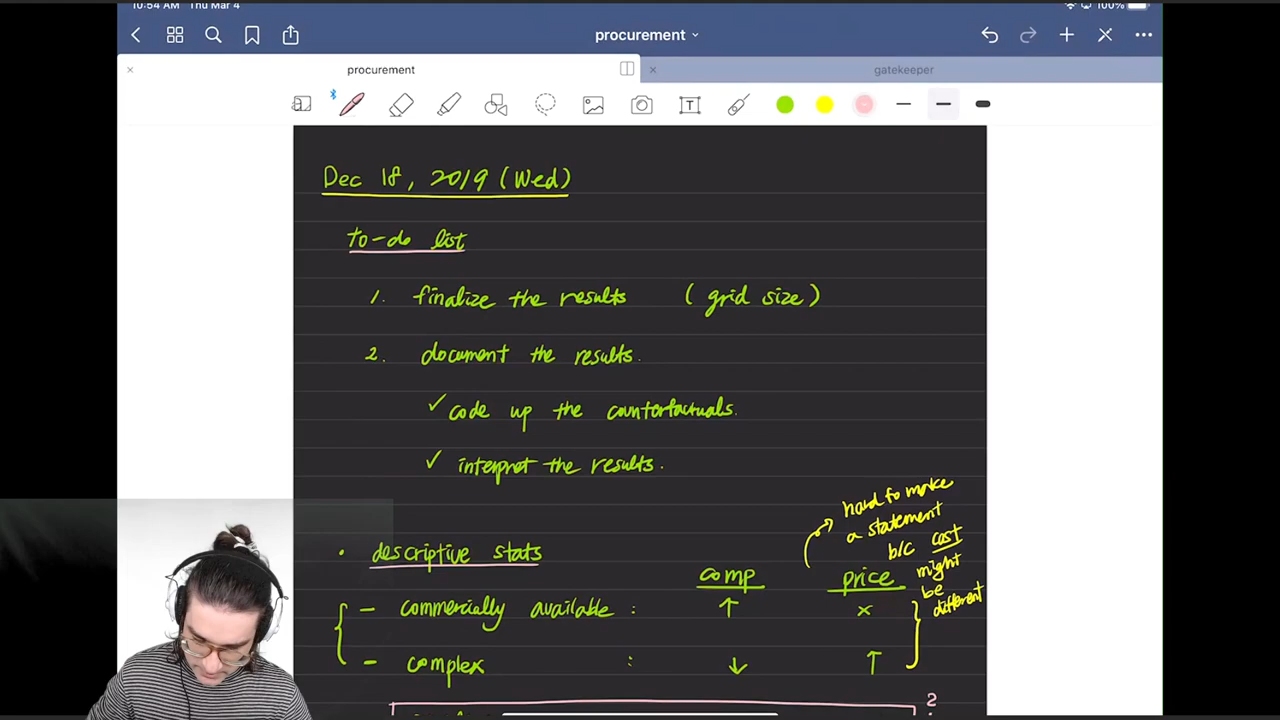 10:54 AM Thu Mar 4
100%
procurement
procurement
gatekeeper
Dec 18, 2019 (Wed)
to-do list
1. finalize the results (grid size)
2. document the results.
✓ code up the counterfactuals.
✓ interpret the results.
hard to make
a statement
b/c cost
might
be
different
• descriptive stats
comp price
- commercially available : ↑ x
- complex : ↓ ↑
2